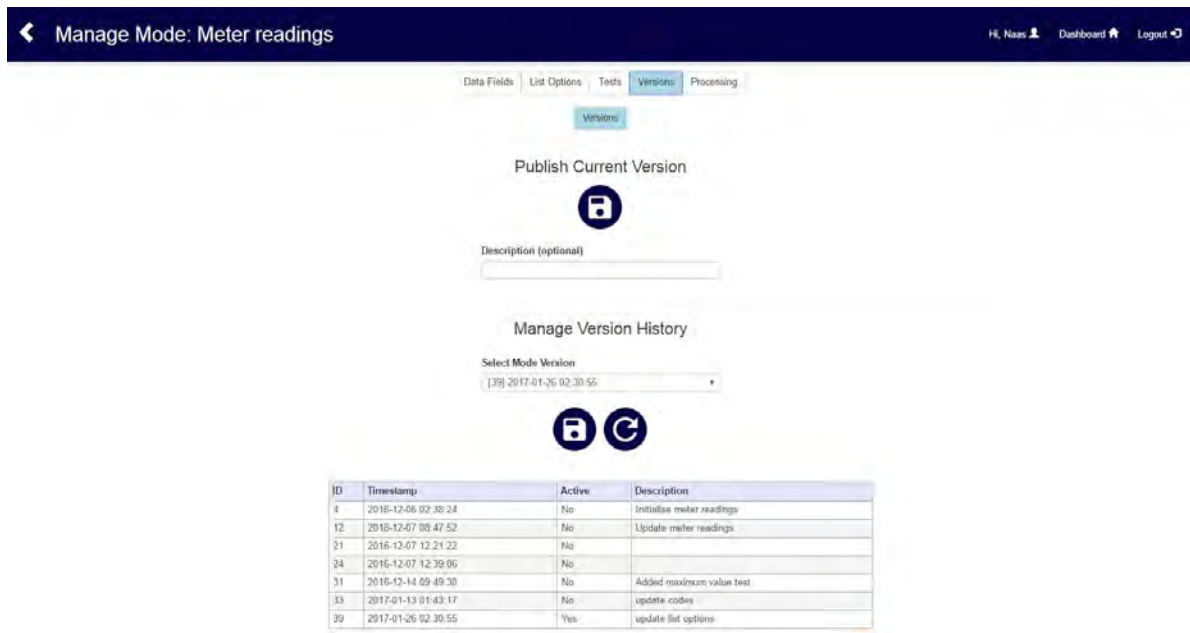 Manage Mode: Meter readings Hi, Naas Dashboard Logout
Data Fields List Options Tests Versions Processing
Versions
Publish Current Version
Description (optional)
Manage Version History
Select Mode Version
[39] 2017-01-26 02:30:55
ID Timestamp Active Description
4 2016-12-06 02:38:24 No Initialise meter readings
12 2016-12-07 08:47:52 No Update meter readings
21 2016-12-07 12:21:22 No
24 2016-12-07 12:39:06 No
31 2016-12-14 09:49:30 No Added maximum value test
33 2017-01-13 01:43:17 No update codes
39 2017-01-26 02:30:55 Yes update list options